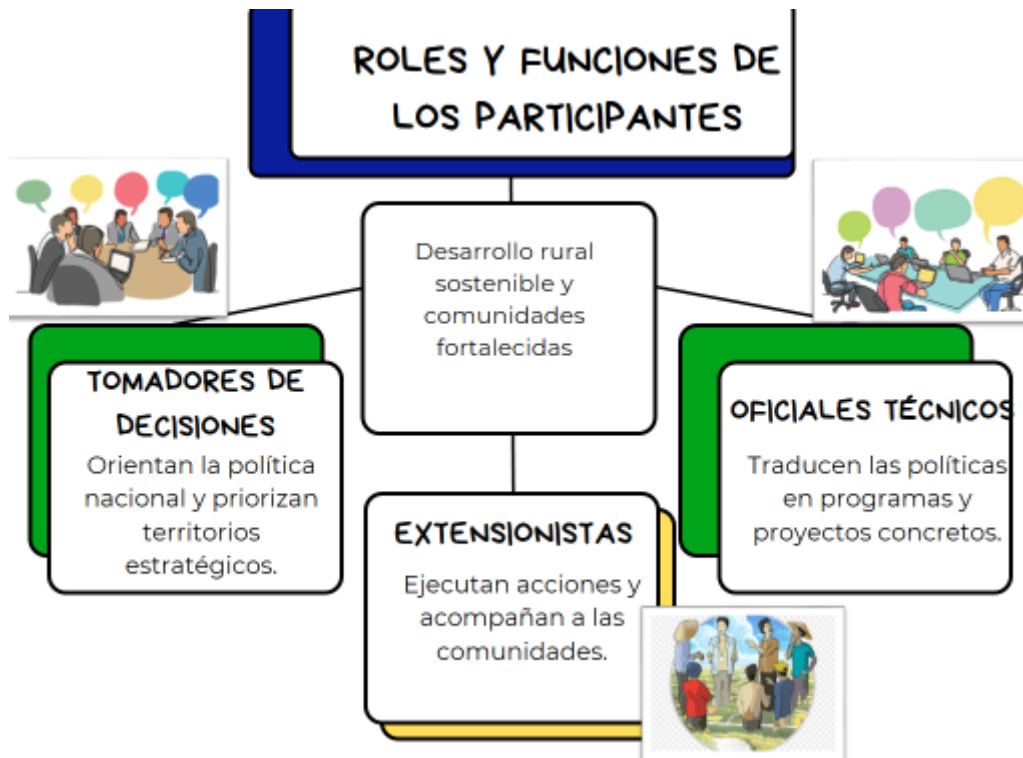 ROLES Y FUNCIONES DE
LOS PARTICIPANTES
Desarrollo rural
sostenible y
comunidades
fortalecidas
TOMADORES DE
DECISIONES
Orientan la política
nacional y priorizan
territorios
estratégicos.
OFICIALES TÉCNICOS
Traducen las políticas
en programas y
proyectos concretos.
EXTENSIONISTAS
Ejecutan acciones y
acompañan a las
comunidades.